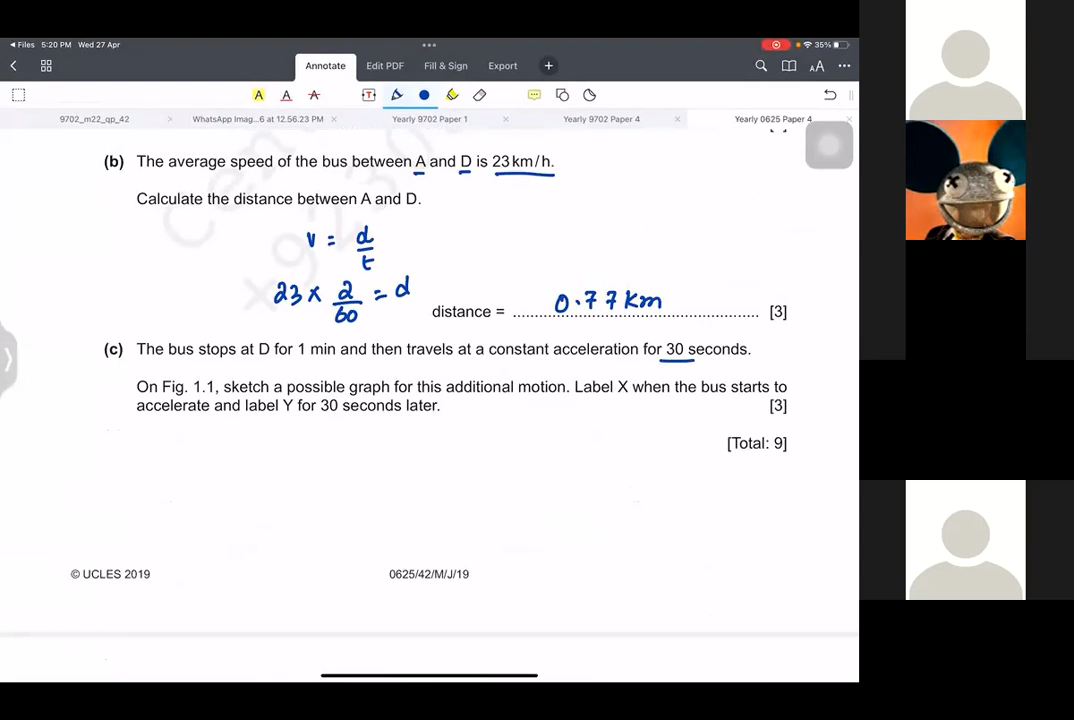 Files 5:20 PM Wed 27 Apr 35%
Annotate Edit PDF Fill & Sign Export
A A A T AA
9702_m22_qp_42 WhatsApp Imag...6 at 12.56.23 PM Yearly 9702 Paper 1 Yearly 9702 Paper 4 Yearly 0625 Paper 4
(b) The average speed of the bus between A and D is 23 km/h.
Calculate the distance between A and D.
v = d/t
23 × 2/60 = d
distance = 0.77 km [3]
(c) The bus stops at D for 1 min and then travels at a constant acceleration for 30 seconds.
On Fig. 1.1, sketch a possible graph for this additional motion. Label X when the bus starts to
accelerate and label Y for 30 seconds later. [3]
[Total: 9]
© UCLES 2019 0625/42/M/J/19